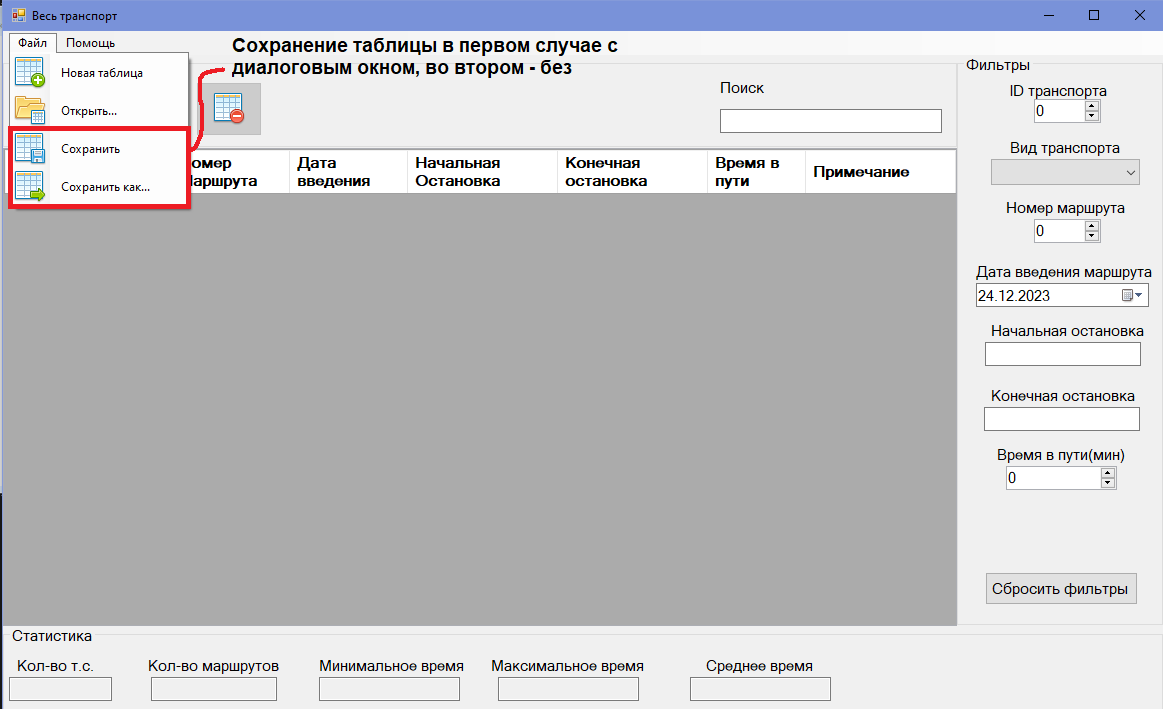 Весь транспорт
Файл Помощь
Сохранение таблицы в первом случае с
диалоговым окном, во втором - без
Новая таблица
Открыть...
Сохранить
Сохранить как...
Поиск
омер
аршрута
Дата
введения
Начальная
Остановка
Конечная
остановка
Время в
пути
Примечание
Фильтры
ID транспорта
0
Вид транспорта
Номер маршрута
0
Дата введения маршрута
24.12.2023
Начальная остановка
Конечная остановка
Время в пути(мин)
0
Сбросить фильтры
Статистика
Кол-во т.с. Кол-во маршрутов Минимальное время Максимальное время Среднее время